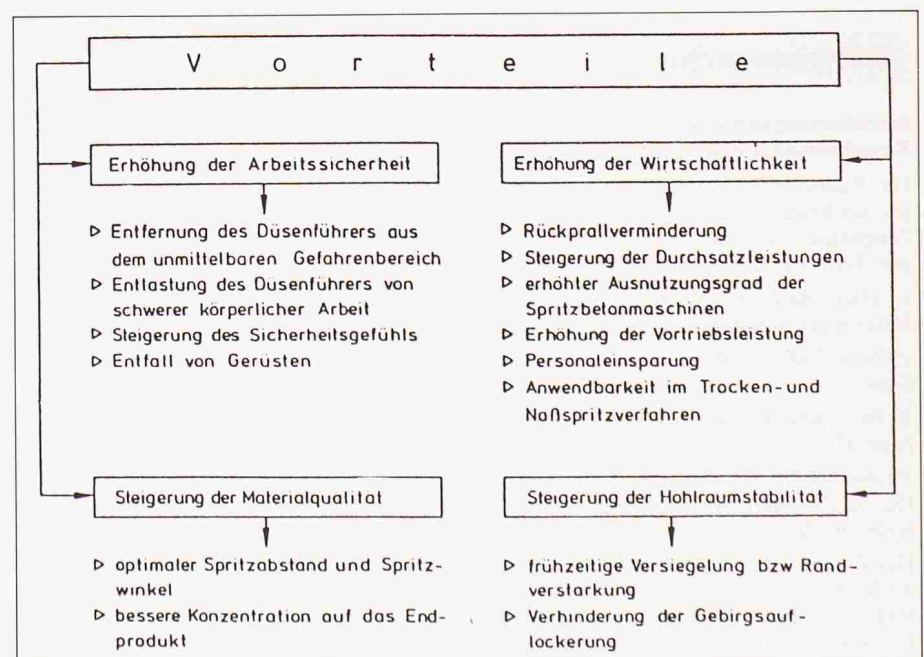 Vorteile
Erhöhung der Arbeitssicherheit
▷ Entfernung des Düsenführers aus
dem unmittelbaren Gefahrenbereich
▷ Entlastung des Düsenführers von
schwerer körperlicher Arbeit
▷ Steigerung des Sicherheitsgefühls
▷ Entfall von Gerüsten
Erhöhung der Wirtschaftlichkeit
▷ Rückprallverminderung
▷ Steigerung der Durchsatzleistungen
▷ erhöhter Ausnutzungsgrad der
Spritzbetonmaschinen
▷ Erhöhung der Vortriebsleistung
▷ Personaleinsparung
▷ Anwendbarkeit im Trocken- und
Naßspritzverfahren
Steigerung der Materialqualität
▷ optimaler Spritzabstand und Spritz-
winkel
▷ bessere Konzentration auf das End-
produkt
Steigerung der Hohlraumstabilität
▷ frühzeitige Versiegelung bzw Rand-
verstarkung
▷ Verhinderung der Gebirgsauf-
lockerung